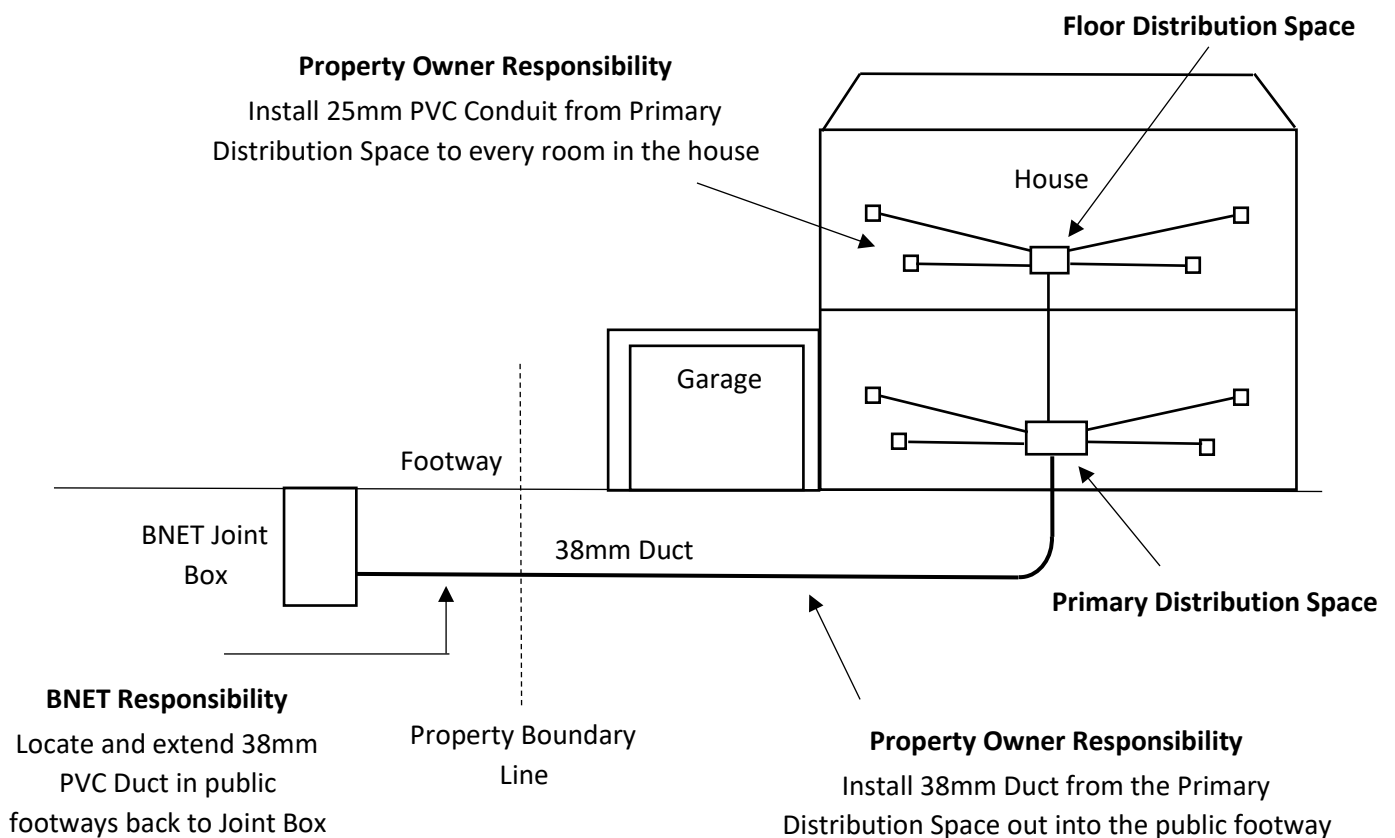 Floor Distribution Space
Property Owner Responsibility
Install 25mm PVC Conduit from Primary
Distribution Space to every room in the house
House
Garage
Footway
BNET Joint
Box
38mm Duct
Primary Distribution Space
BNET Responsibility
Locate and extend 38mm
PVC Duct in public
footways back to Joint Box
Property Boundary
Line
Property Owner Responsibility
Install 38mm Duct from the Primary
Distribution Space out into the public footway